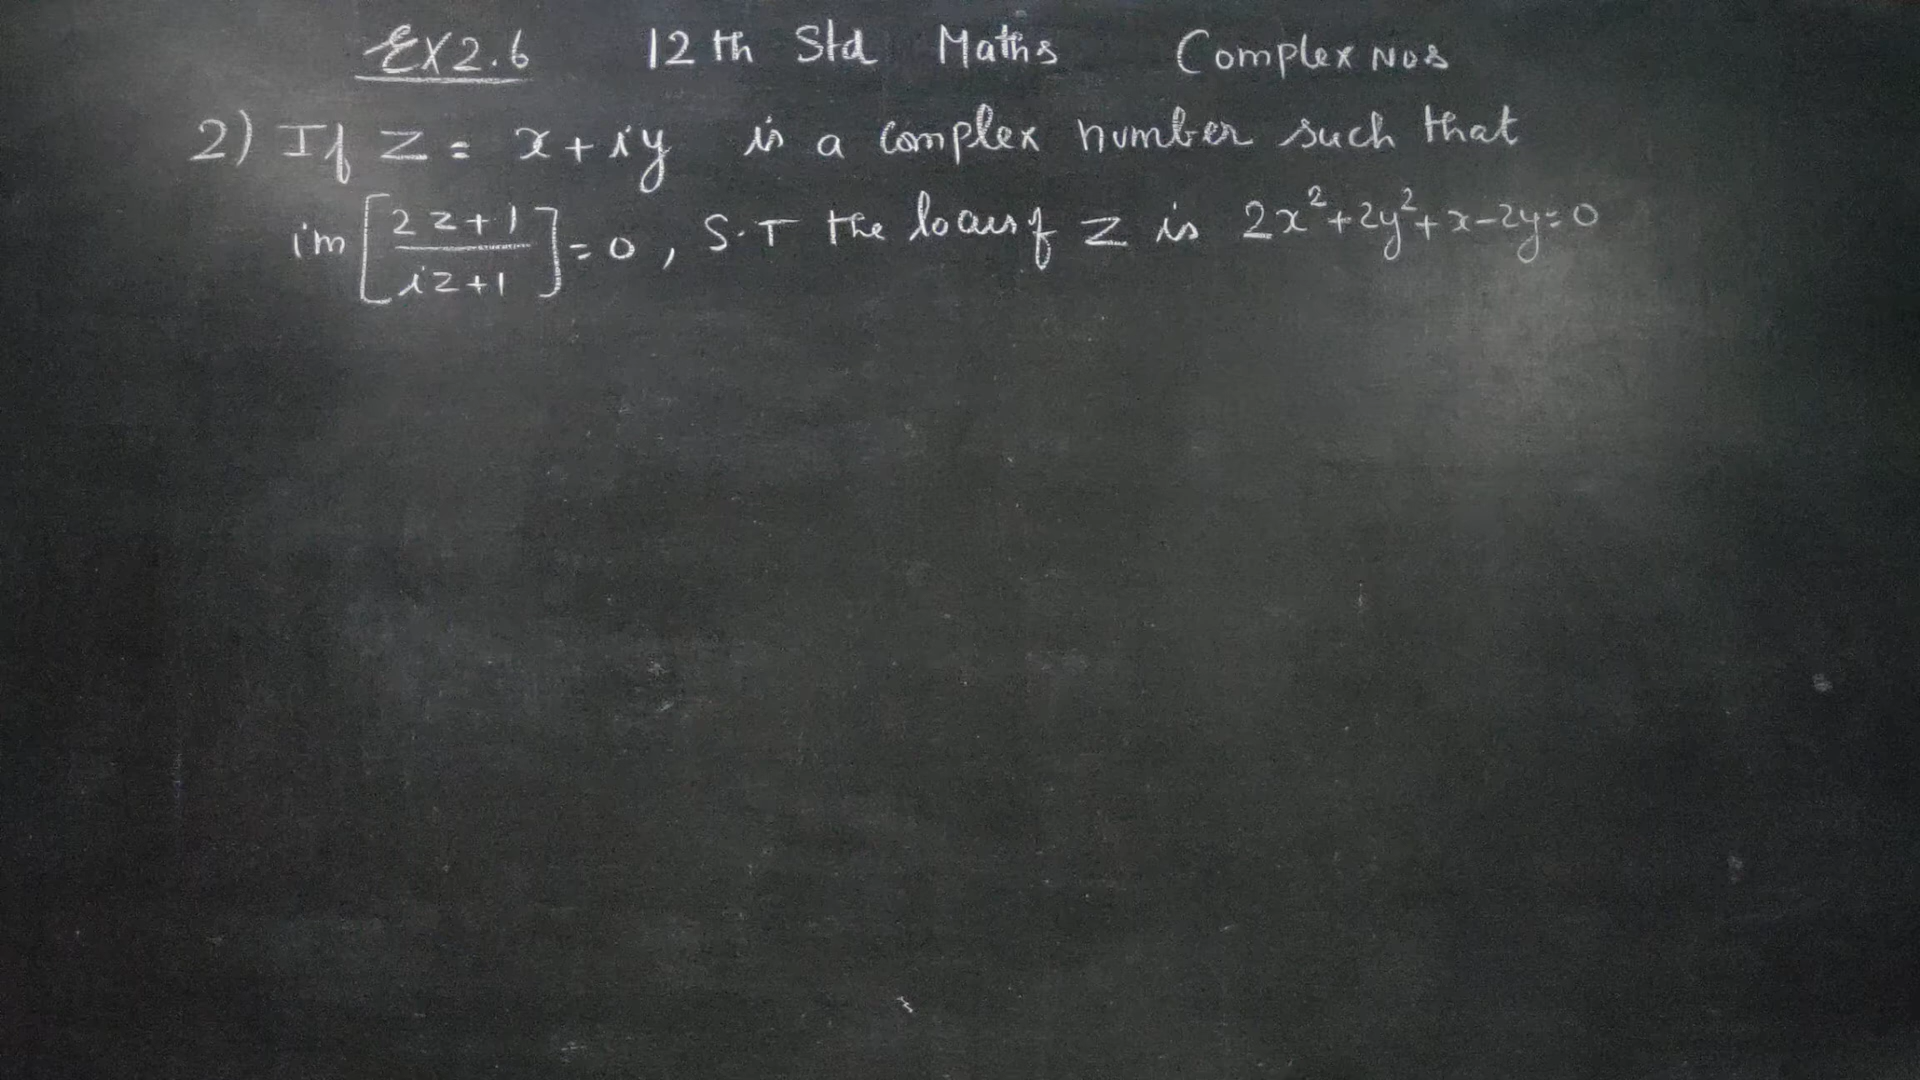 Ex 2.6 12th Std Maths Complex Nos
2) If z = x+iy is a complex number such that
im[2z+1/iz+1]=0, S.T the locus of z is 2x²+2y²+x-2y=0